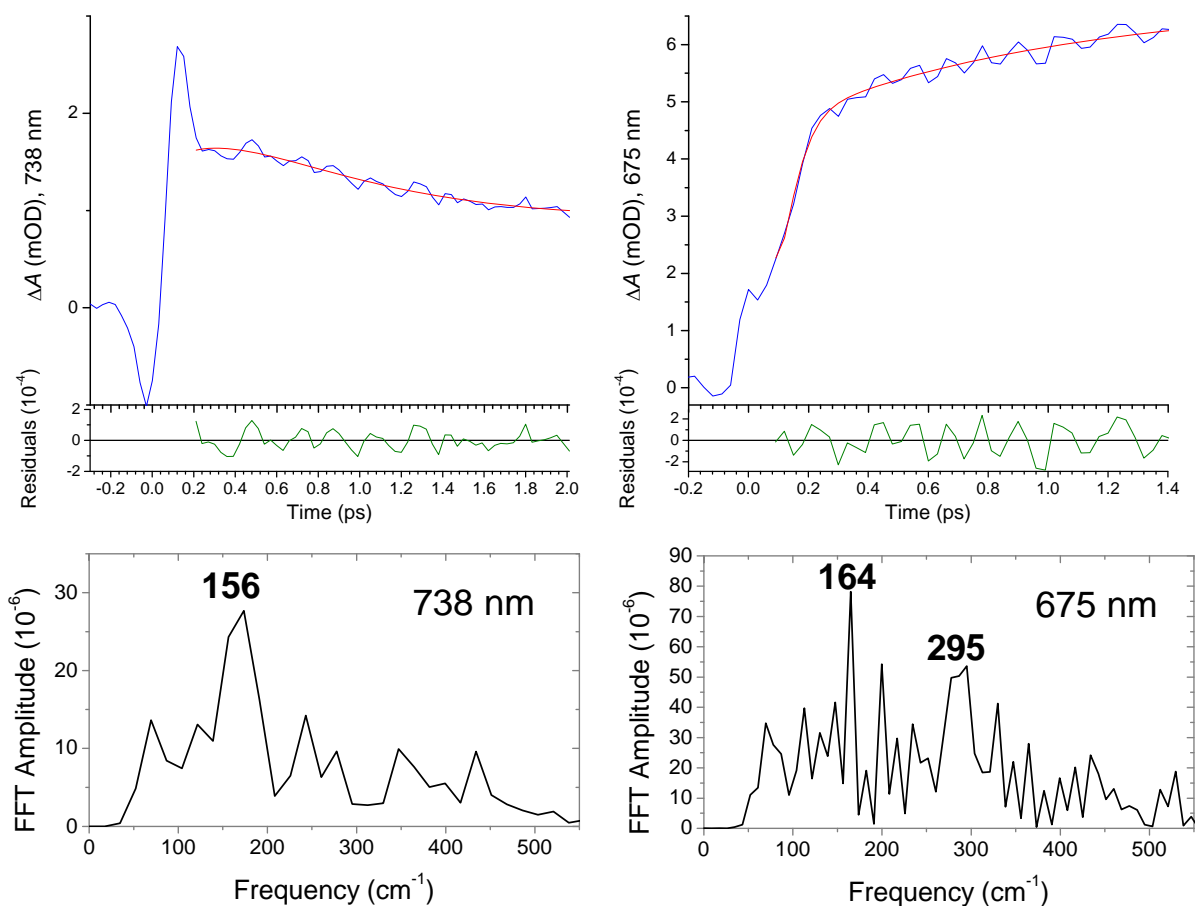 ΔA (mOD), 738 nm
2
1
0
Residuals (10⁻⁴)
2
0
-2
-0.2 0.0 0.2 0.4 0.6 0.8 1.0 1.2 1.4 1.6 1.8 2.0
Time (ps)
ΔA (mOD), 675 nm
6
5
4
3
2
1
0
Residuals (10⁻⁴)
2
0
-2
-0.2 0.0 0.2 0.4 0.6 0.8 1.0 1.2 1.4
Time (ps)
FFT Amplitude (10⁻⁶)
30
20
10
0
156
738 nm
0 100 200 300 400 500
Frequency (cm⁻¹)
FFT Amplitude (10⁻⁶)
90
80
70
60
50
40
30
20
10
0
164
295
675 nm
0 100 200 300 400 500
Frequency (cm⁻¹)